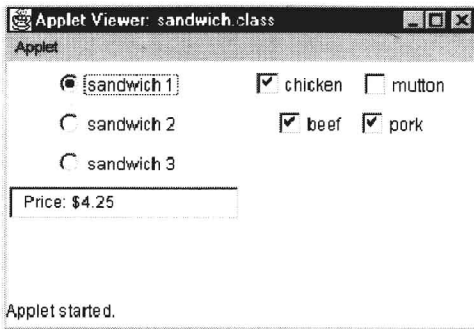 Applet Viewer: sandwich.class
Applet
sandwich 1
chicken
mutton
sandwich 2
beef
pork
sandwich 3
Price: $4.25
Applet started.